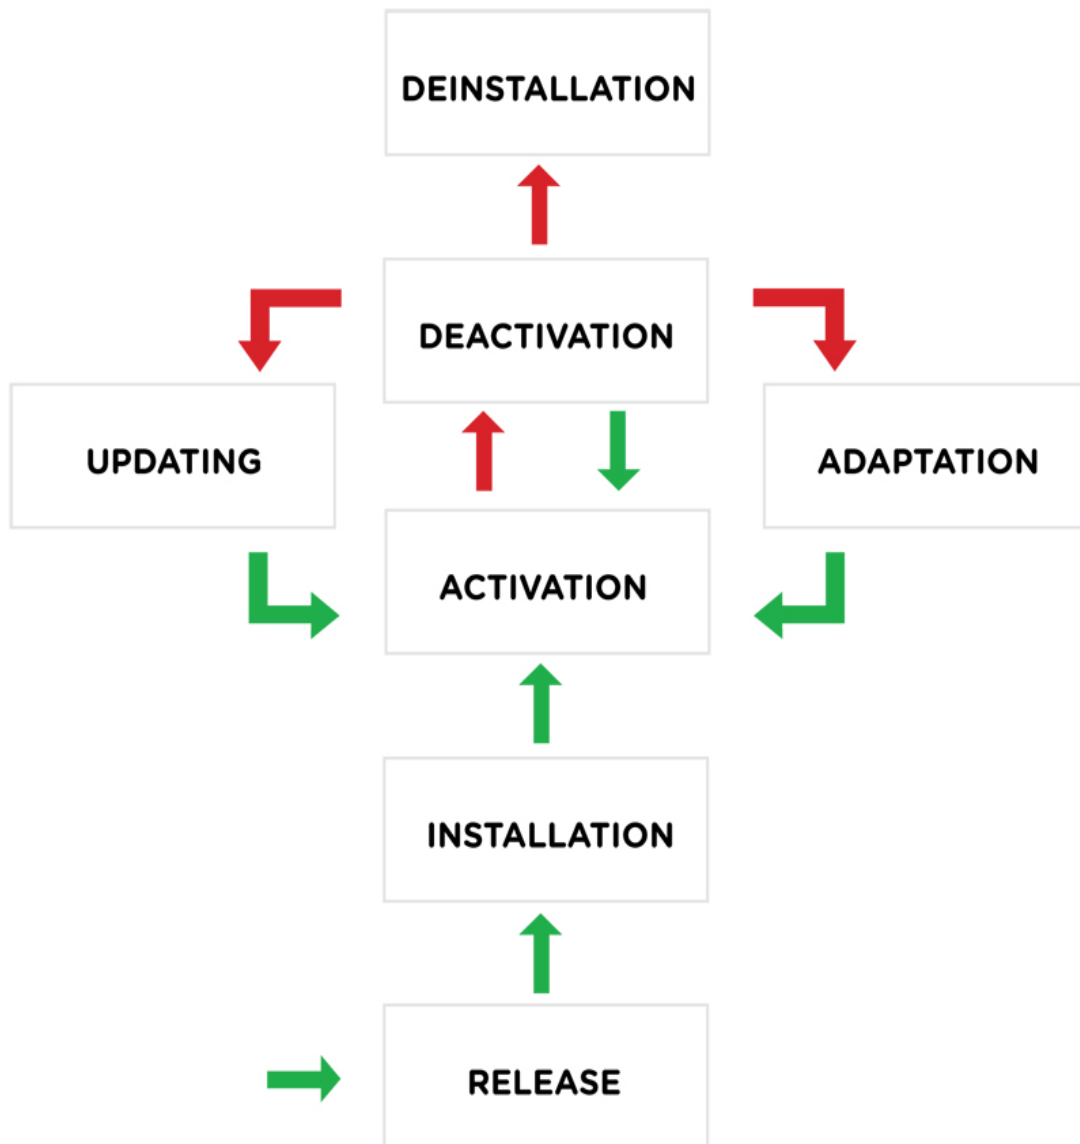 DEINSTALLATION
DEACTIVATION
UPDATING
ADAPTATION
ACTIVATION
INSTALLATION
RELEASE